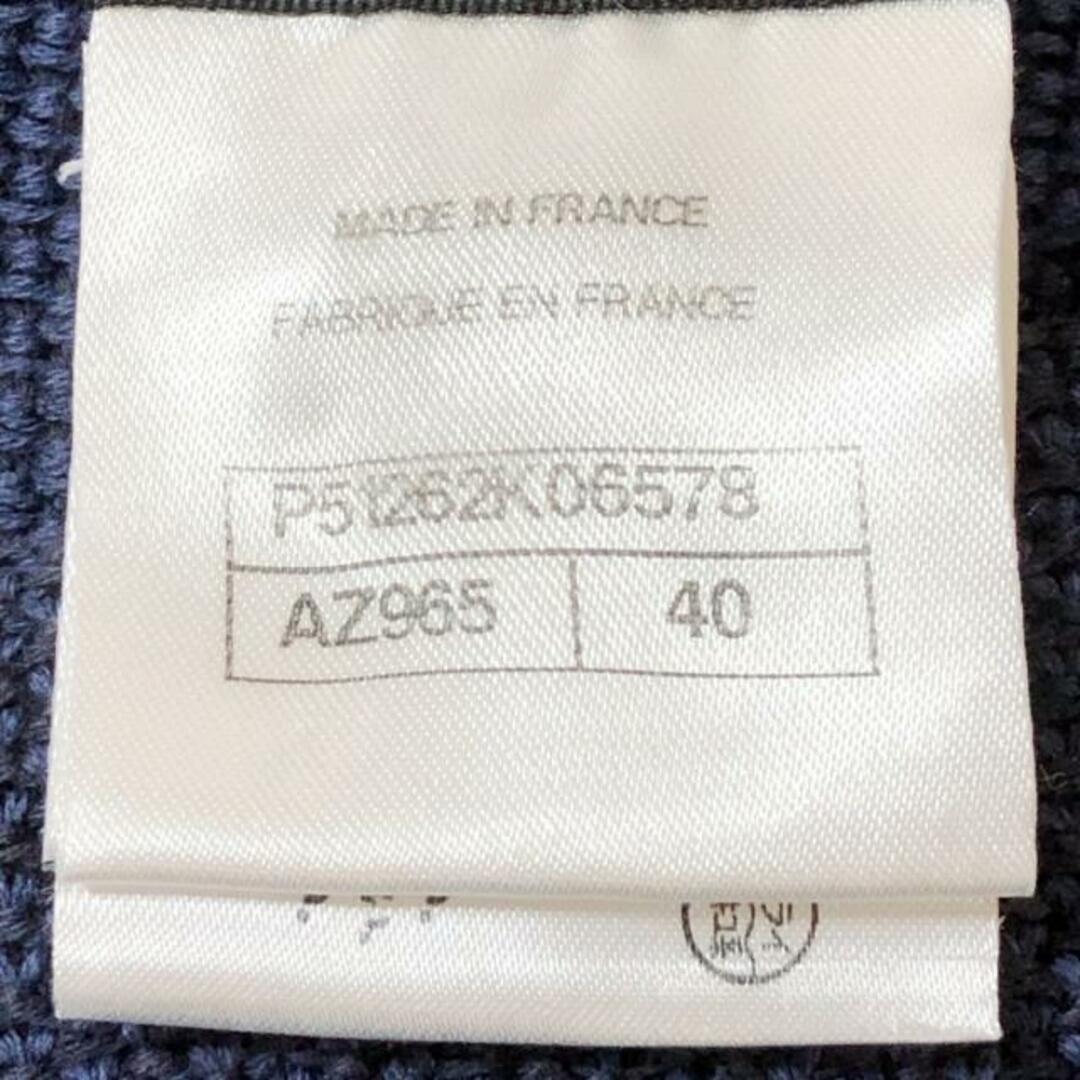 MADE IN FRANCE
FABRIQUE EN FRANCE
P51262K06578
AZ965 40